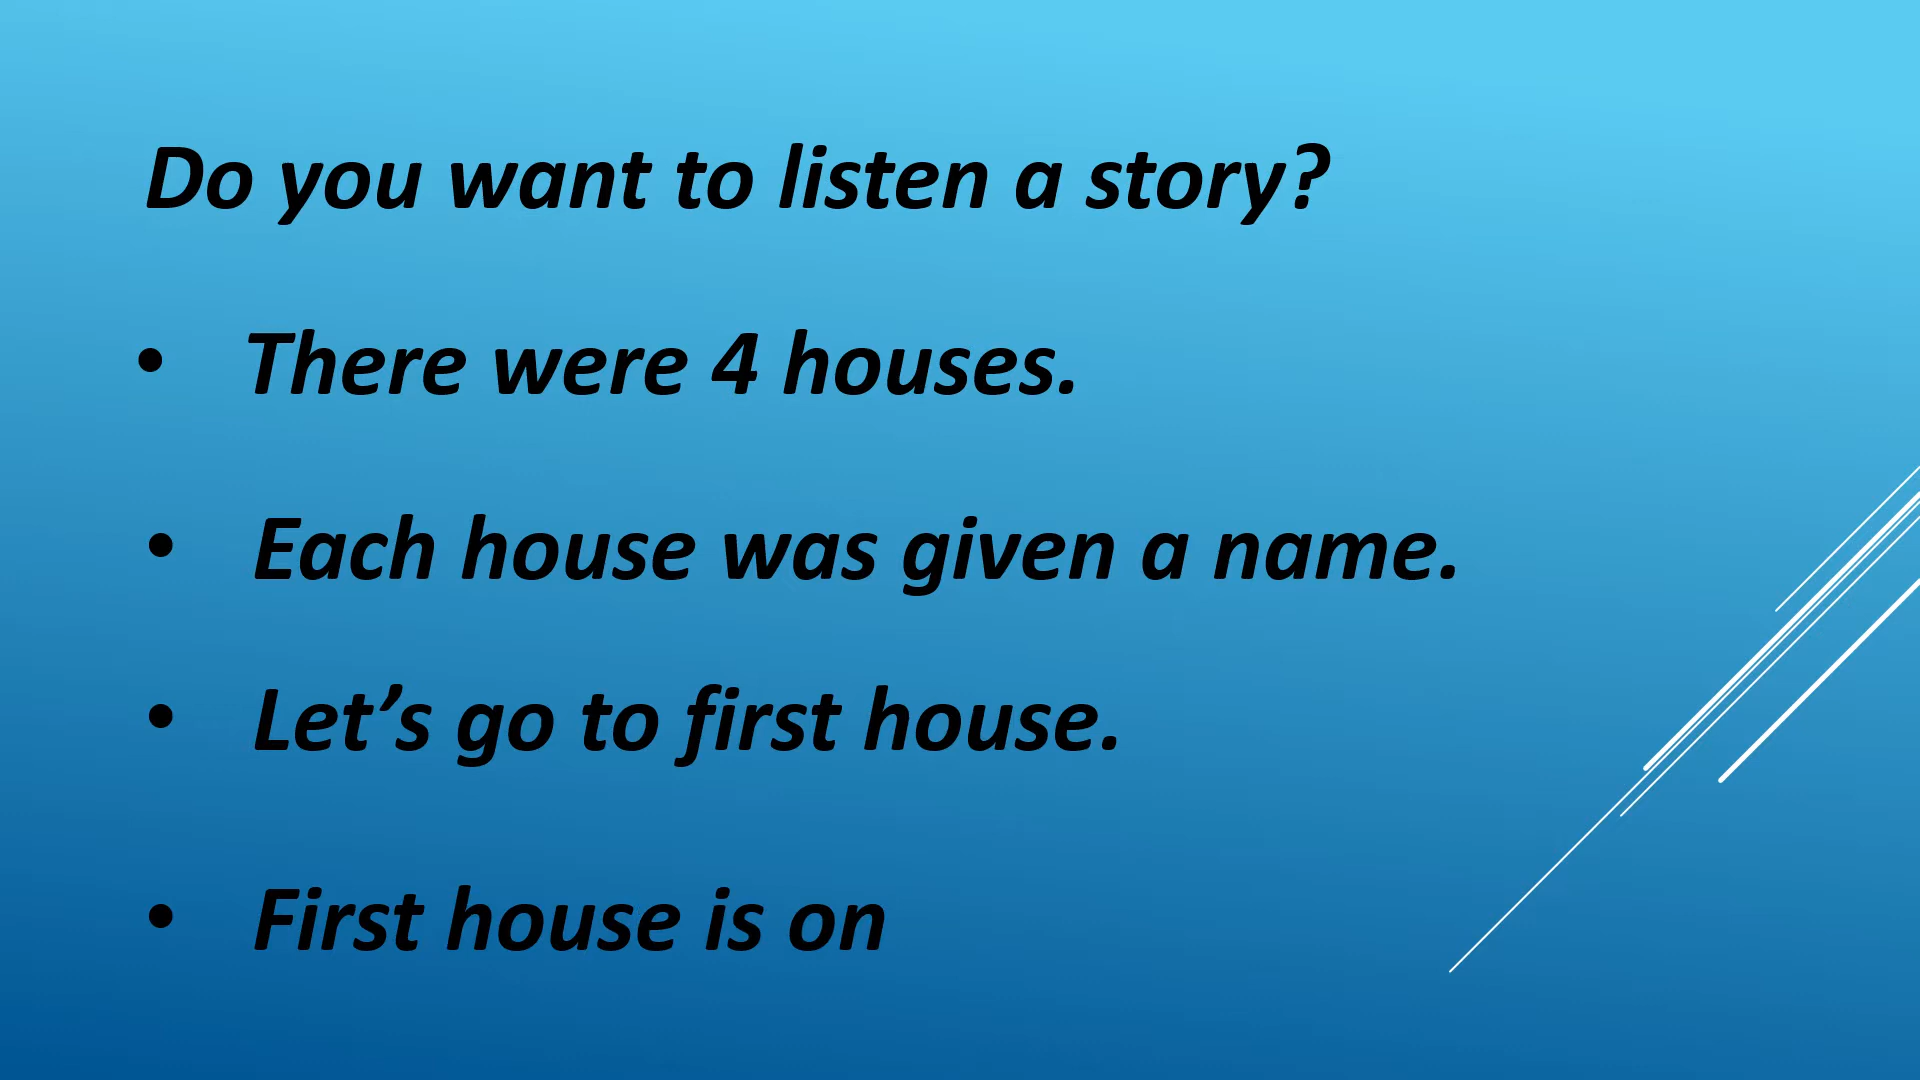 Do you want to listen a story?
• There were 4 houses.
• Each house was given a name.
• Let’s go to first house.
• First house is on